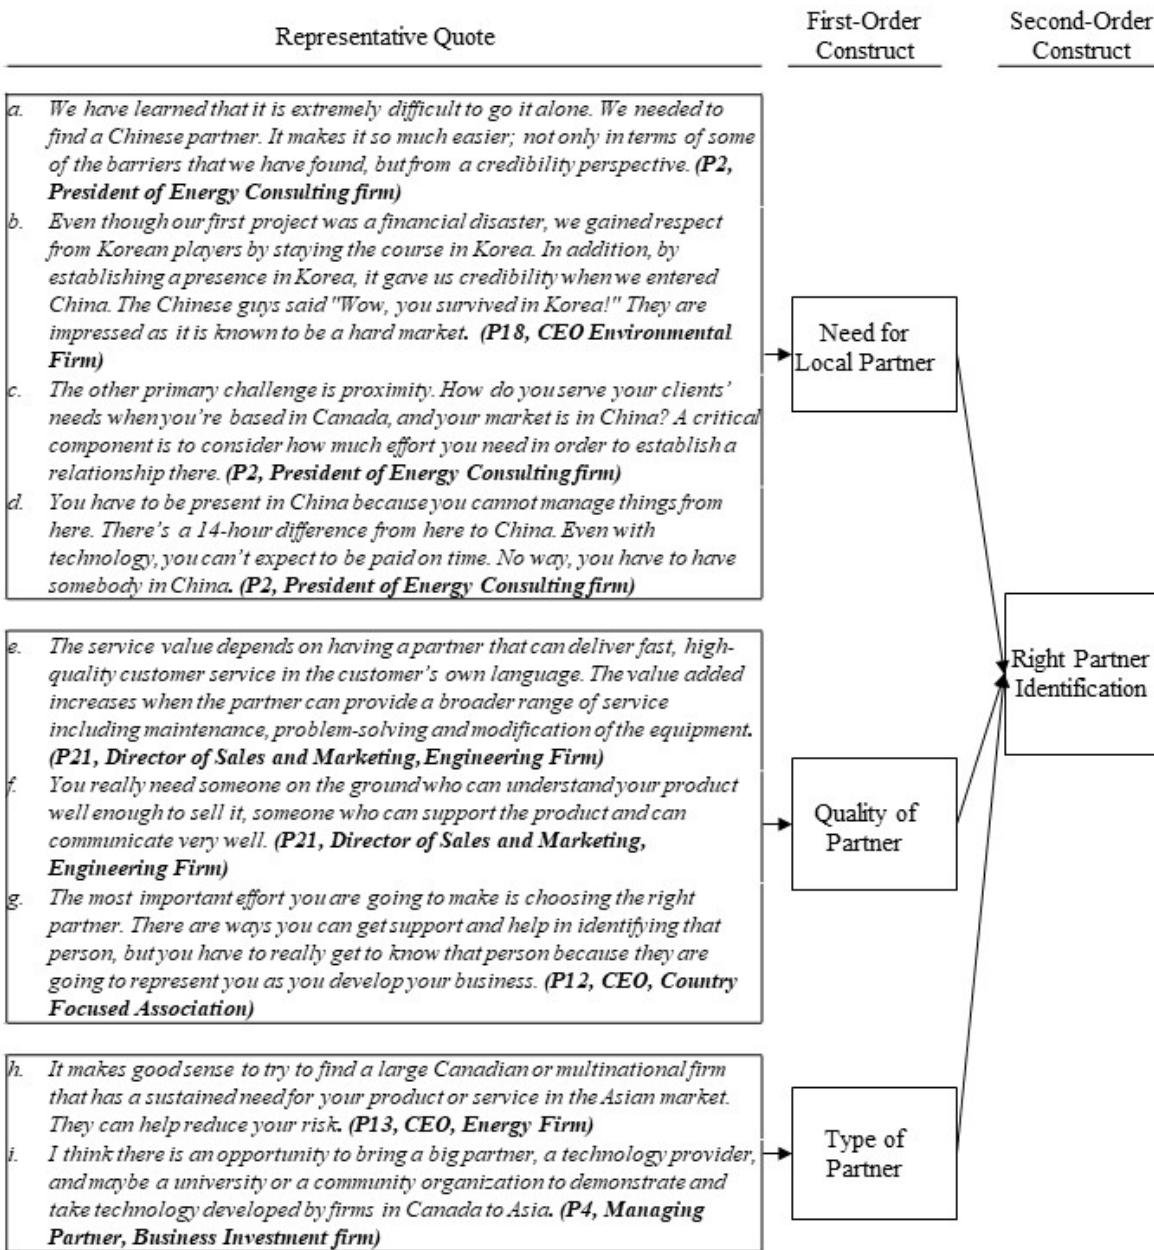 Representative Quote
First-Order
Construct
Second-Order
Construct
a. We have learned that it is extremely difficult to go it alone. We needed to
find a Chinese partner. It makes it so much easier; not only in terms of some
of the barriers that we have found, but from a credibility perspective. (P2,
President of Energy Consulting firm)
b. Even though our first project was a financial disaster, we gained respect
from Korean players by staying the course in Korea. In addition, by
establishing a presence in Korea, it gave us credibility when we entered
China. The Chinese guys said "Wow, you survived in Korea!" They are
impressed as it is known to be a hard market. (P18, CEO Environmental
Firm)
c. The other primary challenge is proximity. How do you serve your clients’
needs when you’re based in Canada, and your market is in China? A critical
component is to consider how much effort you need in order to establish a
relationship there. (P2, President of Energy Consulting firm)
d. You have to be present in China because you cannot manage things from
here. There’s a 14-hour difference from here to China. Even with
technology, you can’t expect to be paid on time. No way, you have to have
somebody in China. (P2, President of Energy Consulting firm)
Need for
Local Partner
e. The service value depends on having a partner that can deliver fast, high-
quality customer service in the customer’s own language. The value added
increases when the partner can provide a broader range of service
including maintenance, problem-solving and modification of the equipment.
(P21, Director of Sales and Marketing, Engineering Firm)
f. You really need someone on the ground who can understand your product
well enough to sell it, someone who can support the product and can
communicate very well. (P21, Director of Sales and Marketing,
Engineering Firm)
g. The most important effort you are going to make is choosing the right
partner. There are ways you can get support and help in identifying that
person, but you have to really get to know that person because they are
going to represent you as you develop your business. (P12, CEO, Country
Focused Association)
Quality of
Partner
Right Partner
Identification
h. It makes good sense to try to find a large Canadian or multinational firm
that has a sustained need for your product or service in the Asian market.
They can help reduce your risk. (P13, CEO, Energy Firm)
i. I think there is an opportunity to bring a big partner, a technology provider,
and maybe a university or a community organization to demonstrate and
take technology developed by firms in Canada to Asia. (P4, Managing
Partner, Business Investment firm)
Type of
Partner